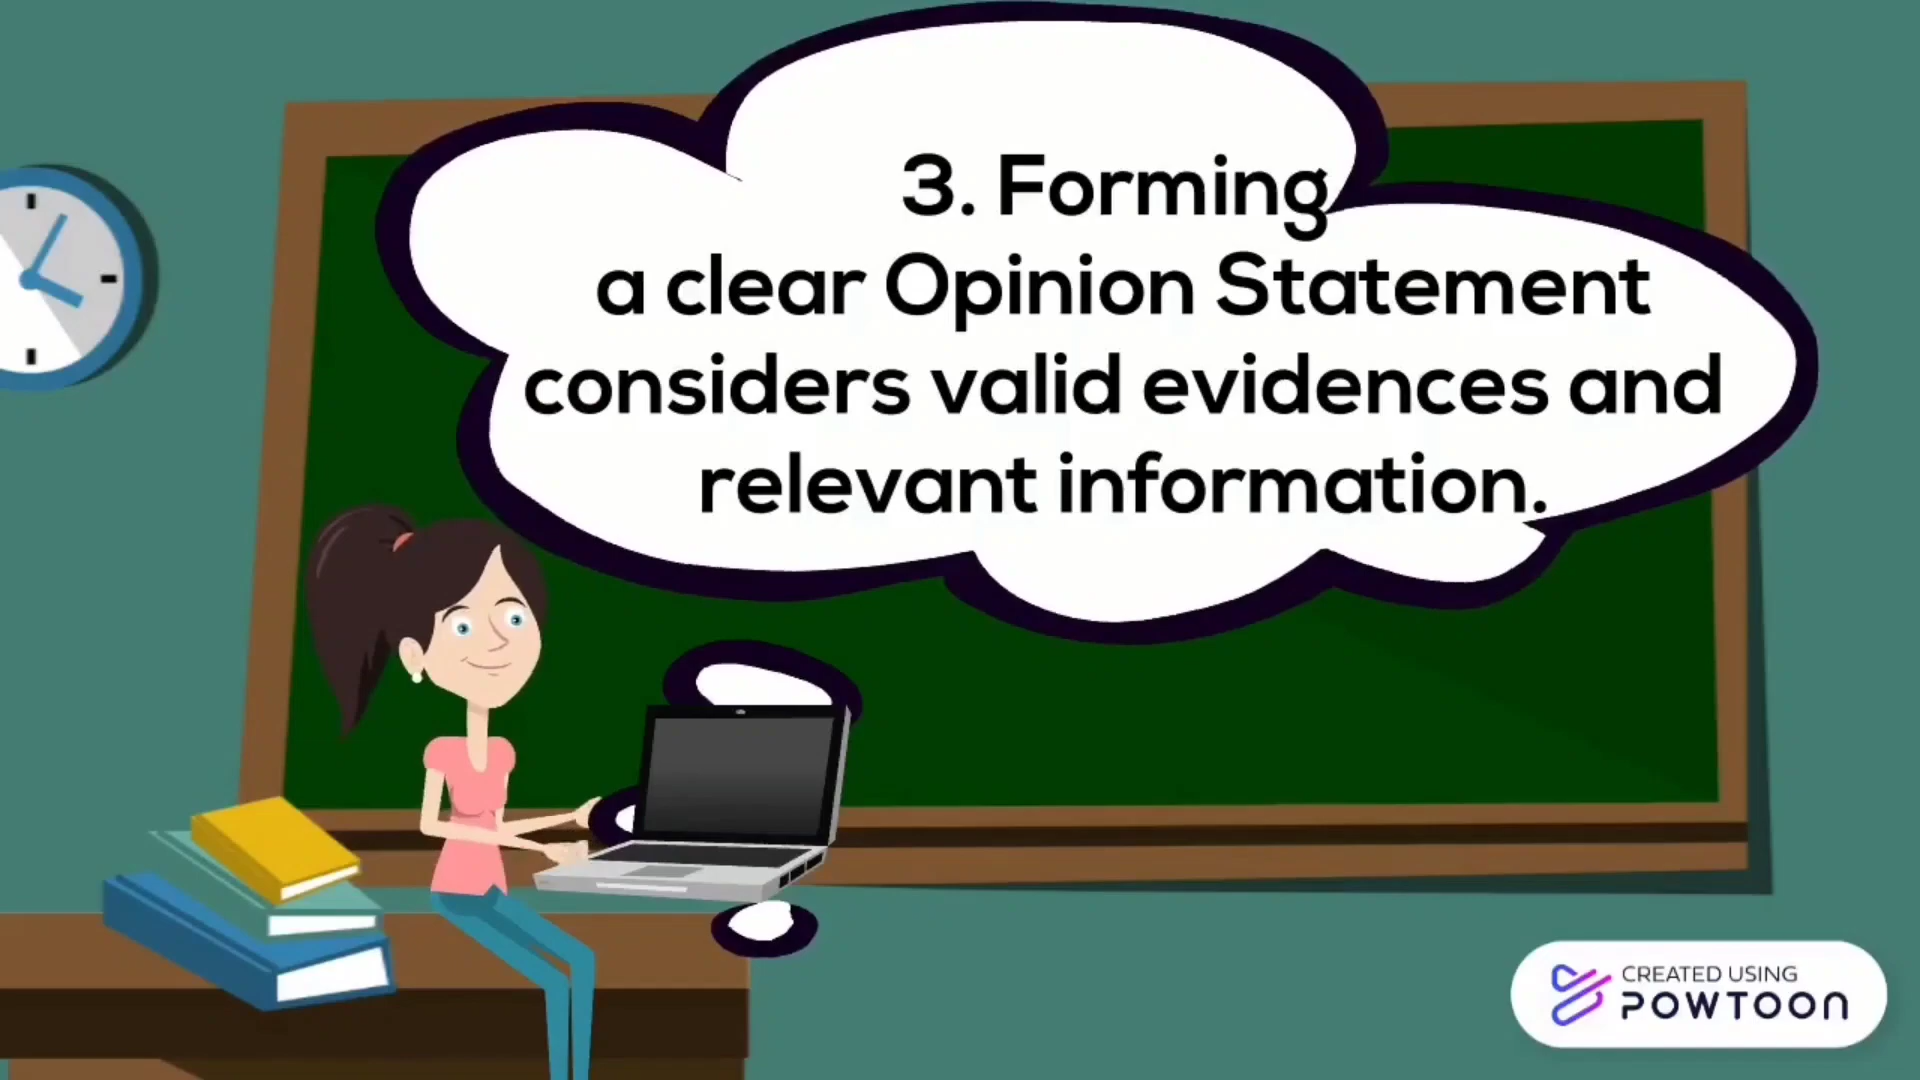 3. Forming
a clear Opinion Statement
considers valid evidences and
relevant information.
CREATED USING
POWTOON